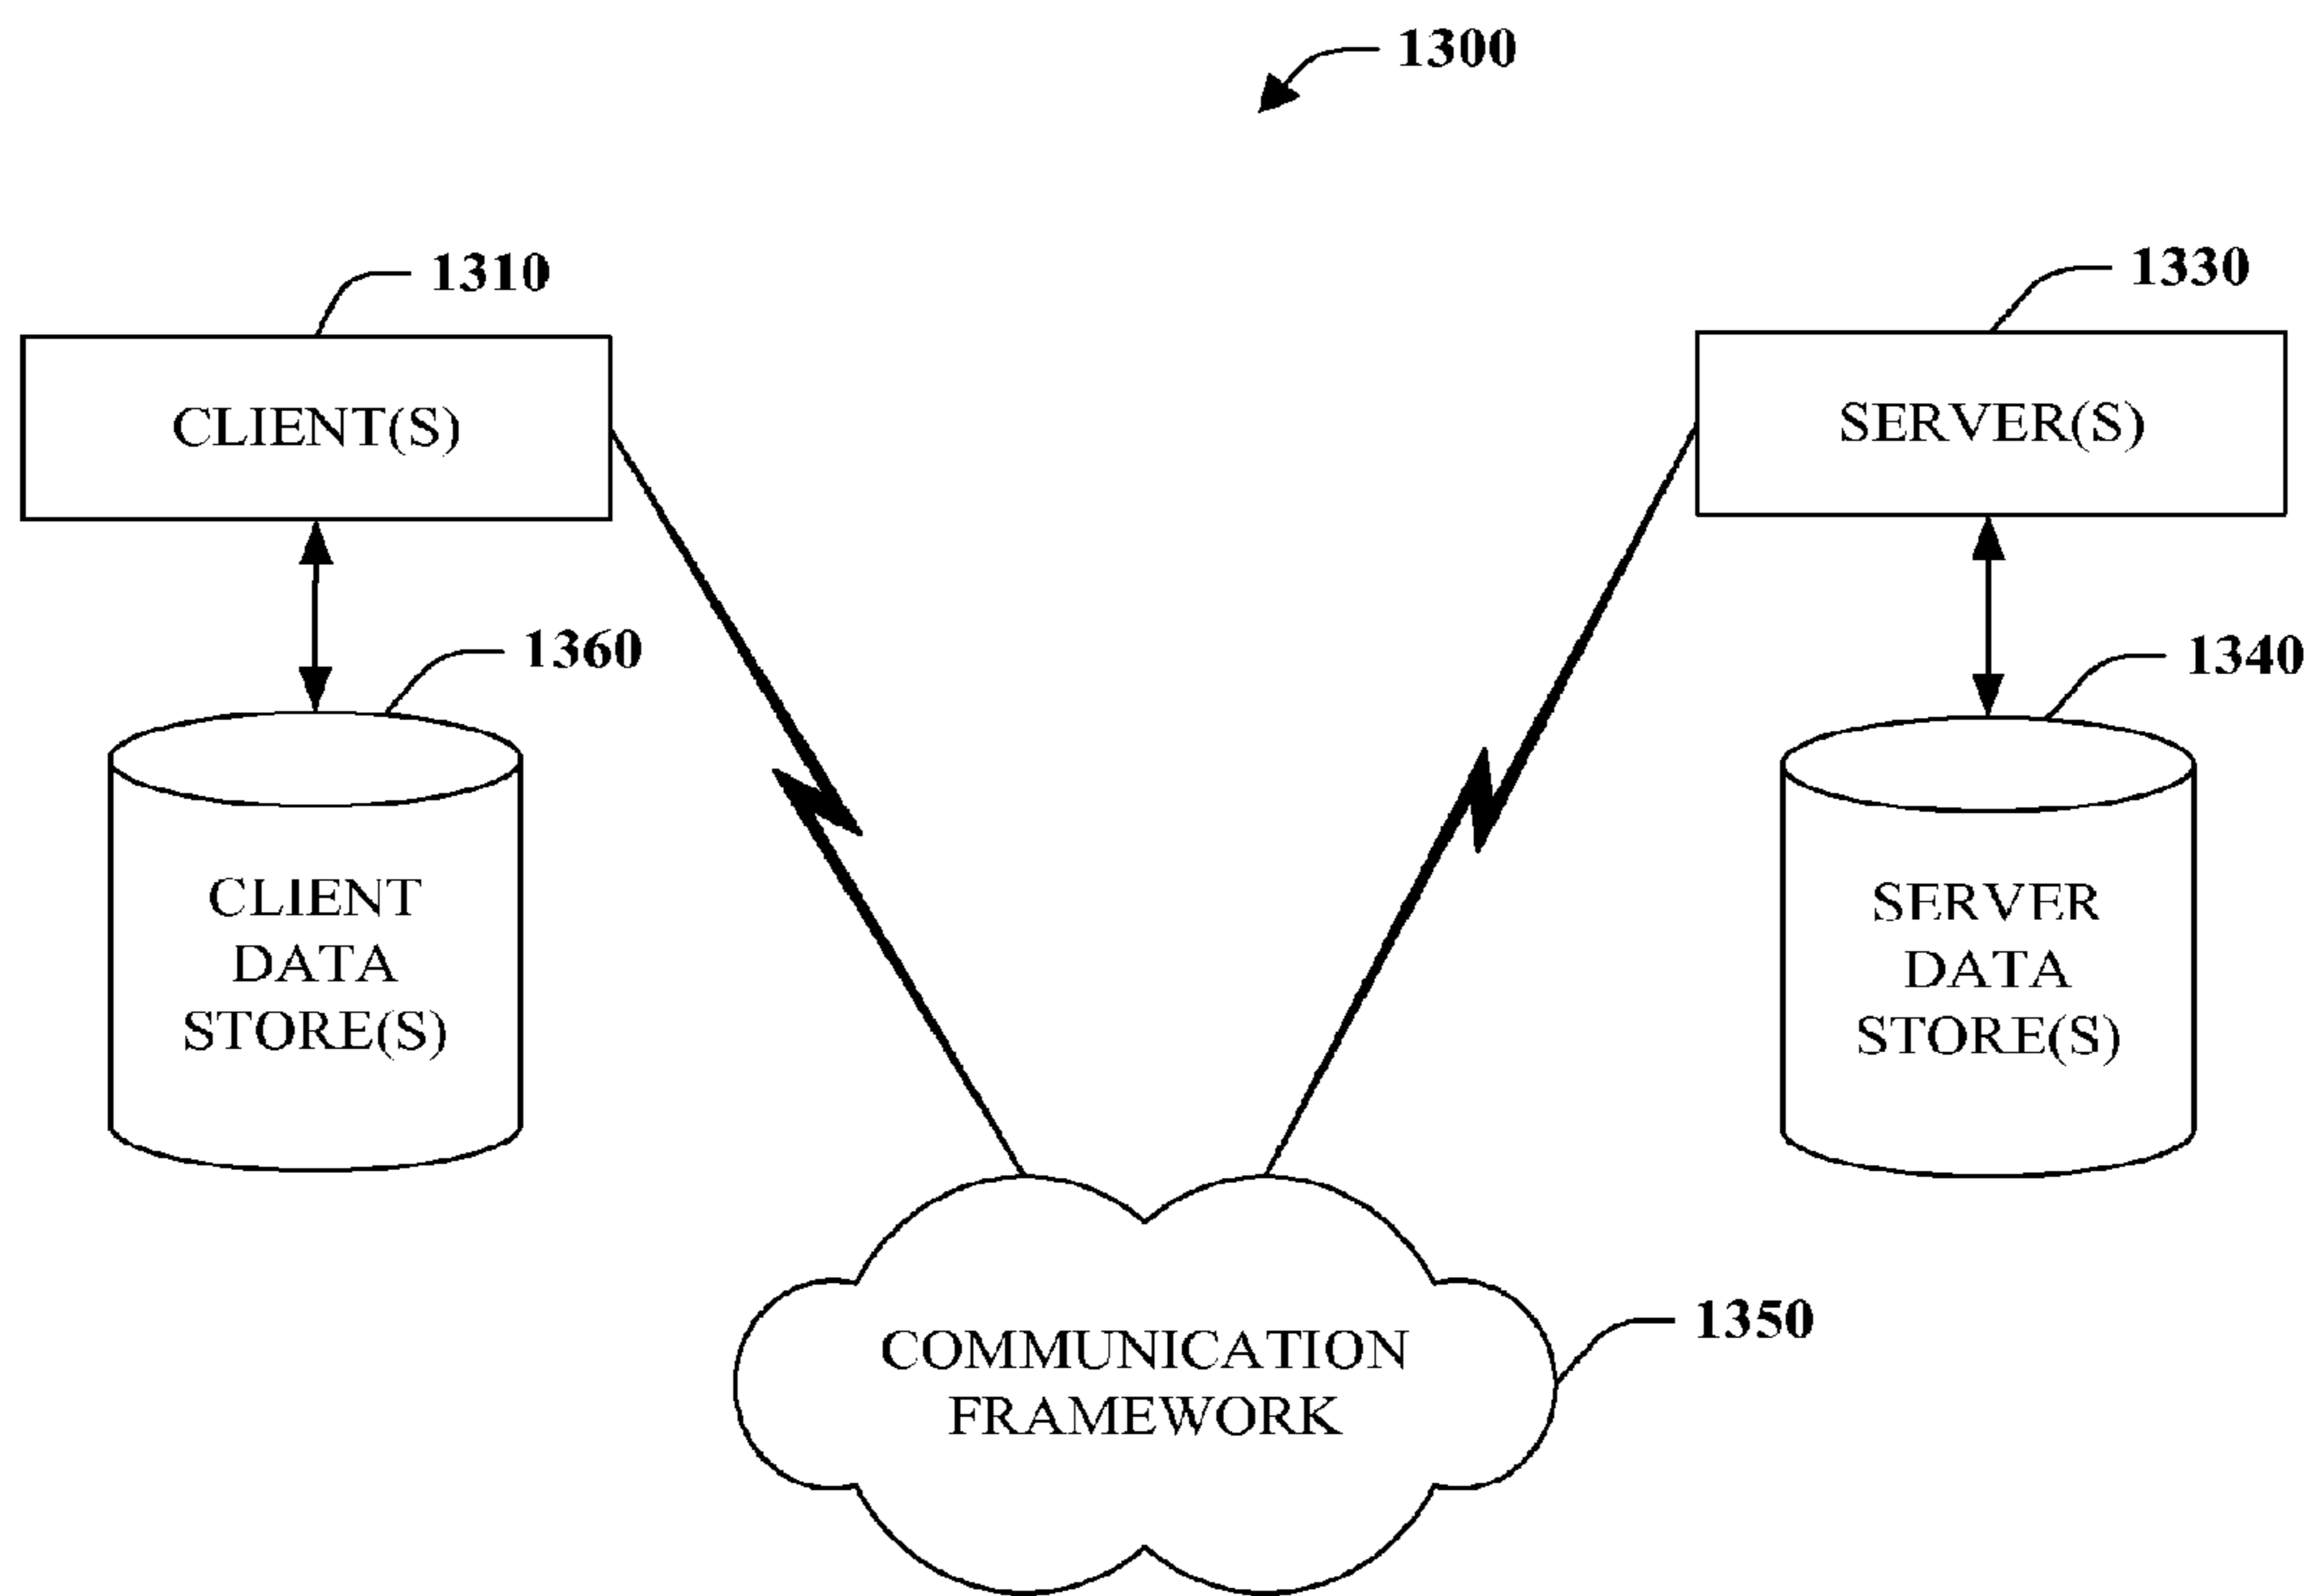 1300
1310
1330
CLIENT(S)
SERVER(S)
1360
1340
CLIENT
DATA
STORE(S)
SERVER
DATA
STORE(S)
1350
COMMUNICATION
FRAMEWORK